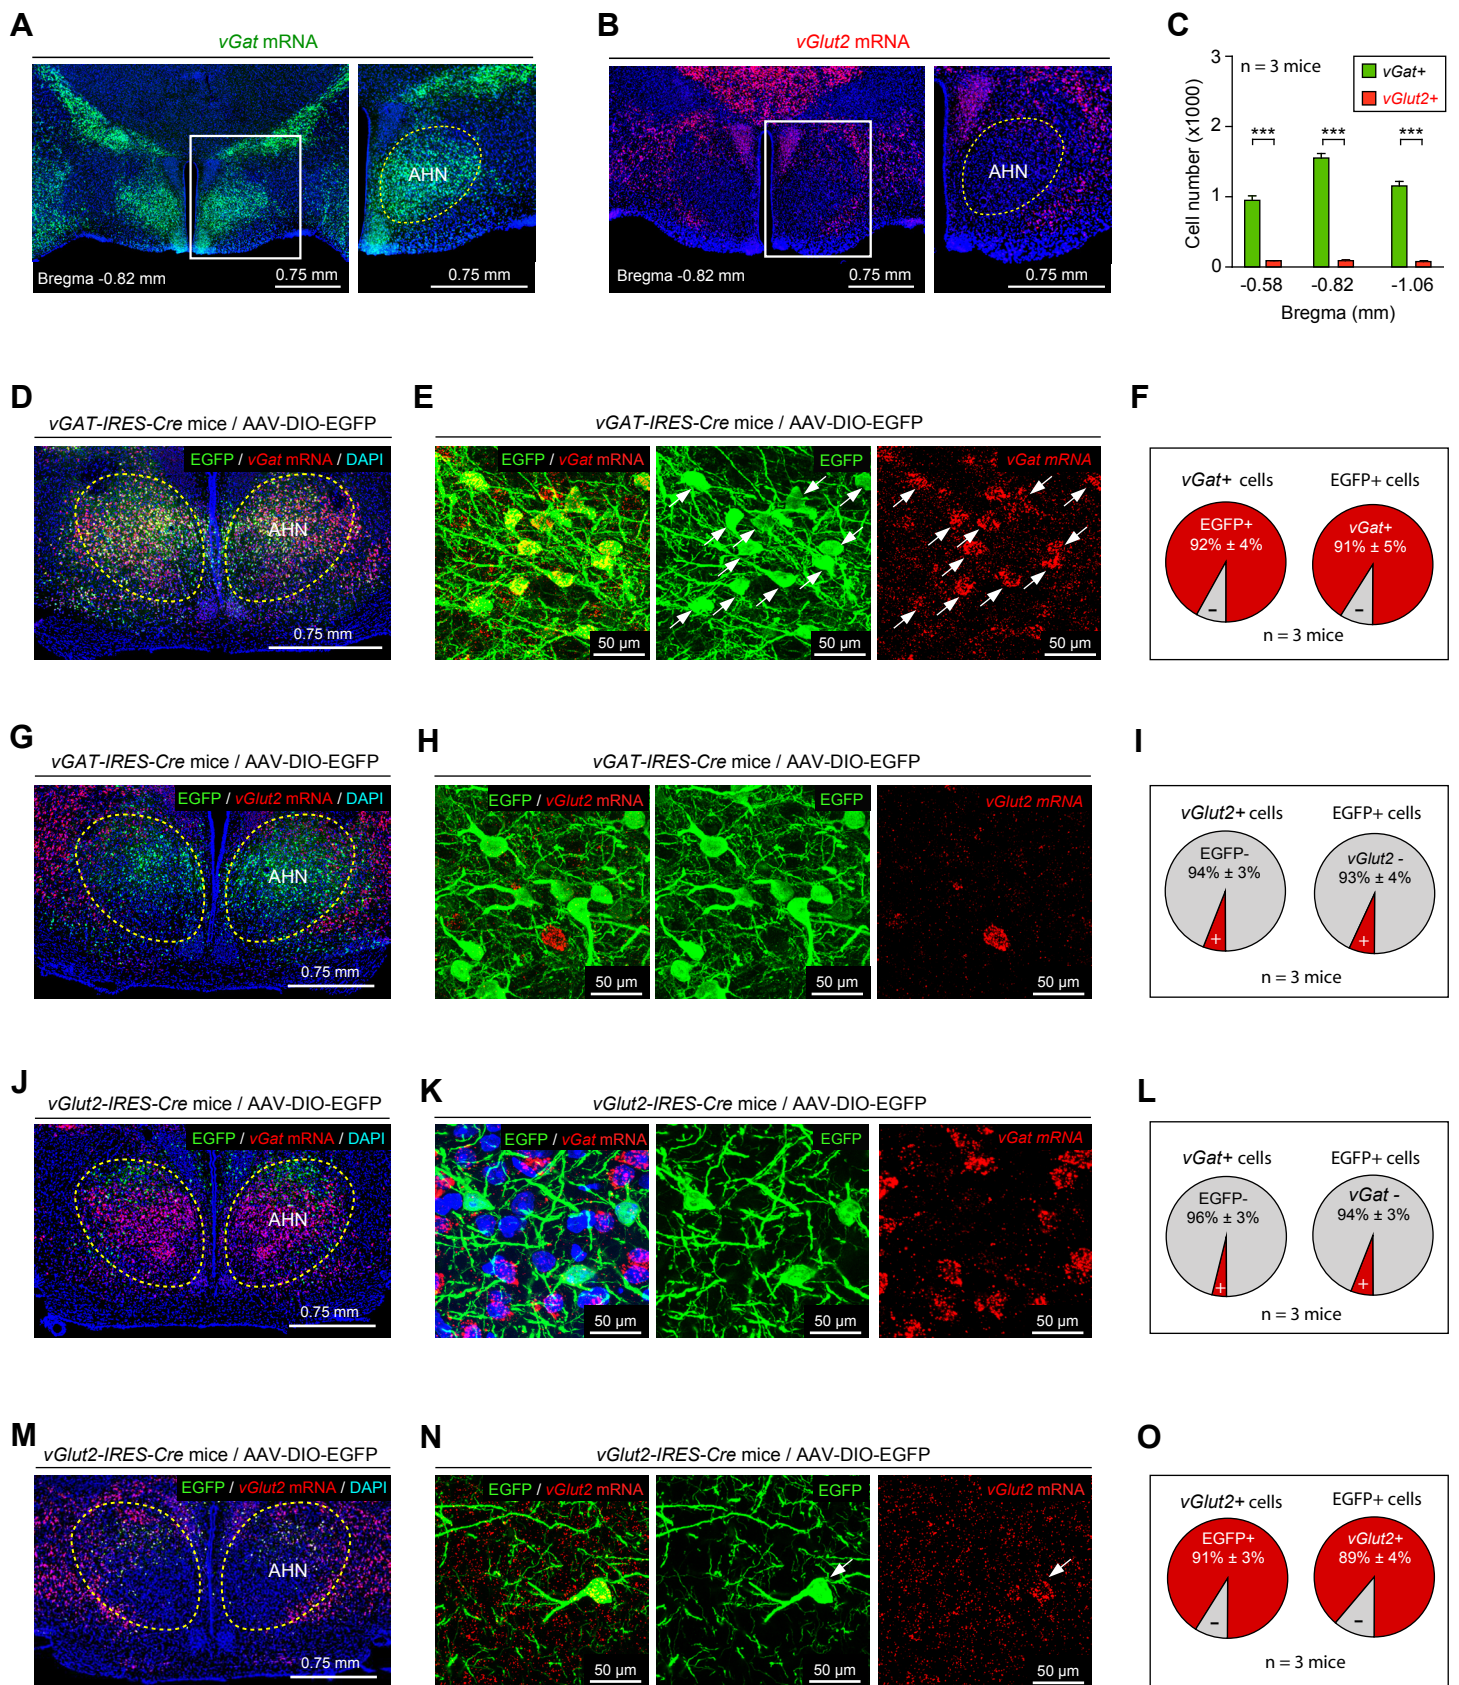 A
vGat mRNA
AHN
Bregma -0.82 mm
0.75 mm
0.75 mm
B
vGlut2 mRNA
AHN
Bregma -0.82 mm
0.75 mm
0.75 mm
C
n = 3 mice
vGat+
vGlut2+
Cell number (x1000)
3
2
1
0
*** *** ***
-0.58 -0.82 -1.06
Bregma (mm)
D
vGAT-IRES-Cre mice / AAV-DIO-EGFP
EGFP / vGat mRNA / DAPI
AHN
0.75 mm
E
vGAT-IRES-Cre mice / AAV-DIO-EGFP
EGFP / vGat mRNA
50 µm
EGFP
50 µm
vGat mRNA
50 µm
F
vGat+ cells
EGFP+
92% ± 4%
-
EGFP+ cells
vGat+
91% ± 5%
-
n = 3 mice
G
vGAT-IRES-Cre mice / AAV-DIO-EGFP
EGFP / vGlut2 mRNA / DAPI
AHN
0.75 mm
H
vGAT-IRES-Cre mice / AAV-DIO-EGFP
EGFP / vGlut2 mRNA
50 µm
EGFP
50 µm
vGlut2 mRNA
50 µm
I
vGlut2+ cells
EGFP-
94% ± 3%
+
EGFP+ cells
vGlut2 -
93% ± 4%
+
n = 3 mice
J
vGlut2-IRES-Cre mice / AAV-DIO-EGFP
EGFP / vGat mRNA / DAPI
AHN
0.75 mm
K
vGlut2-IRES-Cre mice / AAV-DIO-EGFP
EGFP / vGat mRNA
50 µm
EGFP
50 µm
vGat mRNA
50 µm
L
vGat+ cells
EGFP-
96% ± 3%
+
EGFP+ cells
vGat -
94% ± 3%
+
n = 3 mice
M
vGlut2-IRES-Cre mice / AAV-DIO-EGFP
EGFP / vGlut2 mRNA / DAPI
AHN
0.75 mm
N
vGlut2-IRES-Cre mice / AAV-DIO-EGFP
EGFP / vGlut2 mRNA
50 µm
EGFP
50 µm
vGlut2 mRNA
50 µm
O
vGlut2+ cells
EGFP+
91% ± 3%
-
EGFP+ cells
vGlut2+
89% ± 4%
-
n = 3 mice